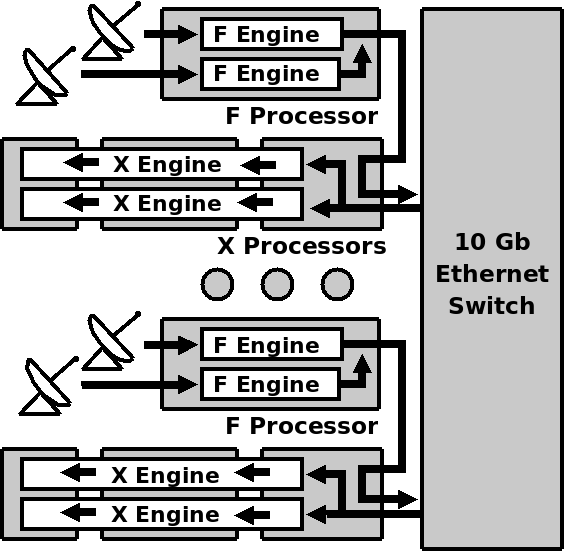 F Engine
F Engine
F Processor
X Engine
X Engine
X Processors
10 Gb
Ethernet
Switch
F Engine
F Engine
F Processor
X Engine
X Engine